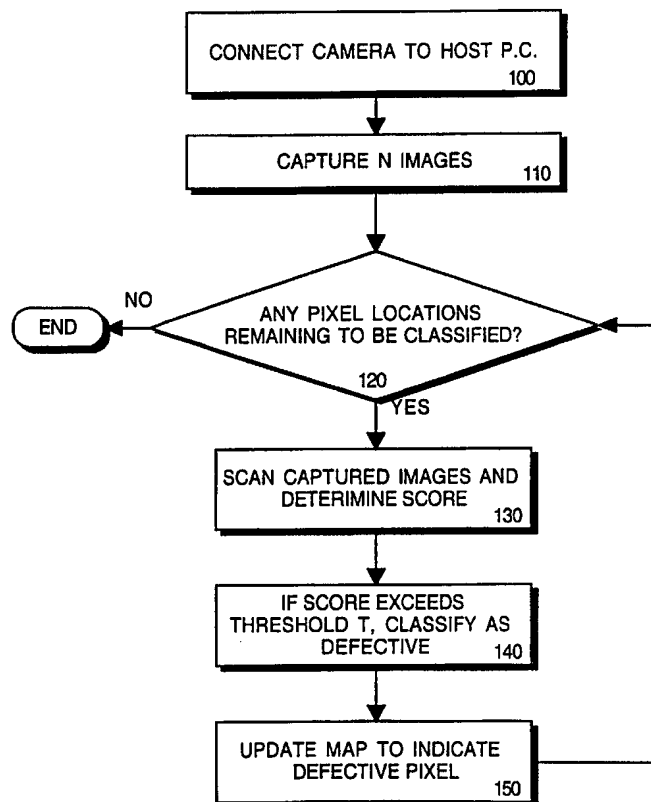 CONNECT CAMERA TO HOST P.C.
100
CAPTURE N IMAGES
110
NO
END
ANY PIXEL LOCATIONS
REMAINING TO BE CLASSIFIED?
120
YES
SCAN CAPTURED IMAGES AND
DETERIMINE SCORE
130
IF SCORE EXCEEDS
THRESHOLD T, CLASSIFY AS
DEFECTIVE
140
UPDATE MAP TO INDICATE
DEFECTIVE PIXEL
150